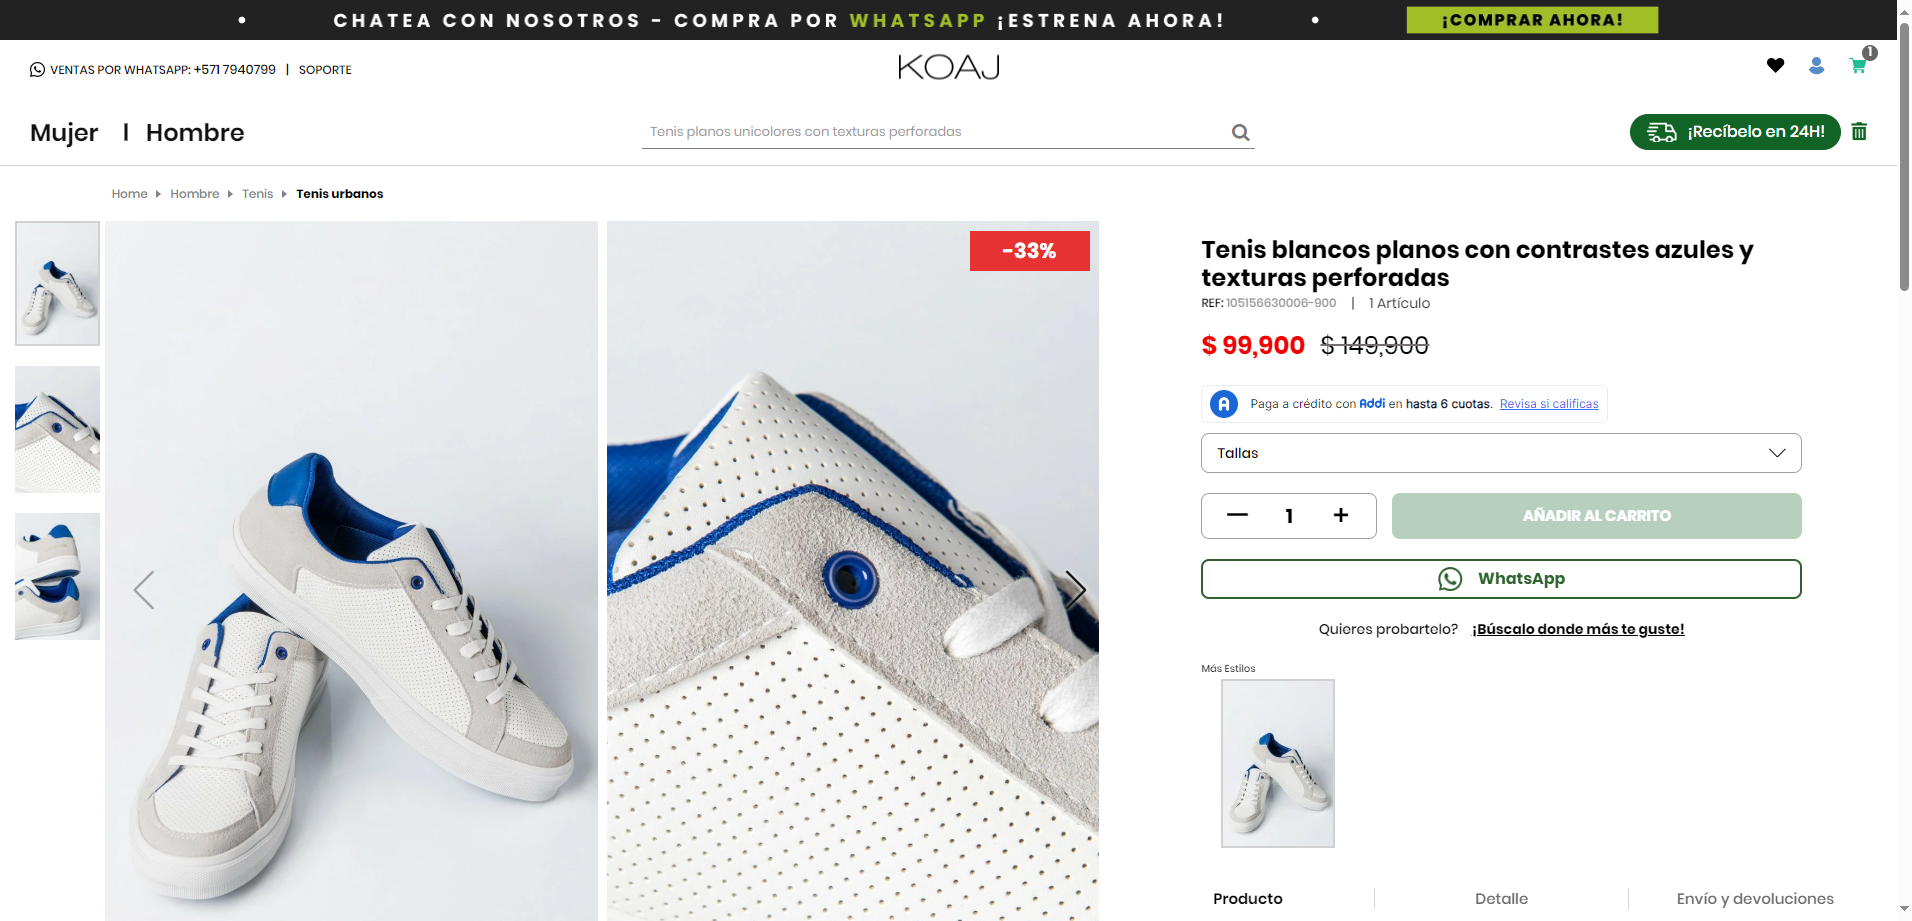 CHATEA CON NOSOTROS - COMPRA POR WHATSAPP ¡ESTRENA AHORA!
¡COMPRAR AHORA!
VENTAS POR WHATSAPP: +571 7940799 | SOPORTE
KOAJ
1
Mujer | Hombre
Tenis planos unicolores con texturas perforadas
¡Recíbelo en 24H!
Home Hombre Tenis Tenis urbanos
-33%
Tenis blancos planos con contrastes azules y
texturas perforadas
REF: 105156630006-900 | 1 Artículo
$ 99,900 $ 149,900
A Paga a crédito con Addi en hasta 6 cuotas. Revisa si calificas
Tallas
1
AÑADIR AL CARRITO
WhatsApp
Quieres probartelo? ¡Búscalo donde más te guste!
Más Estilos
Producto
Detalle
Envío y devoluciones